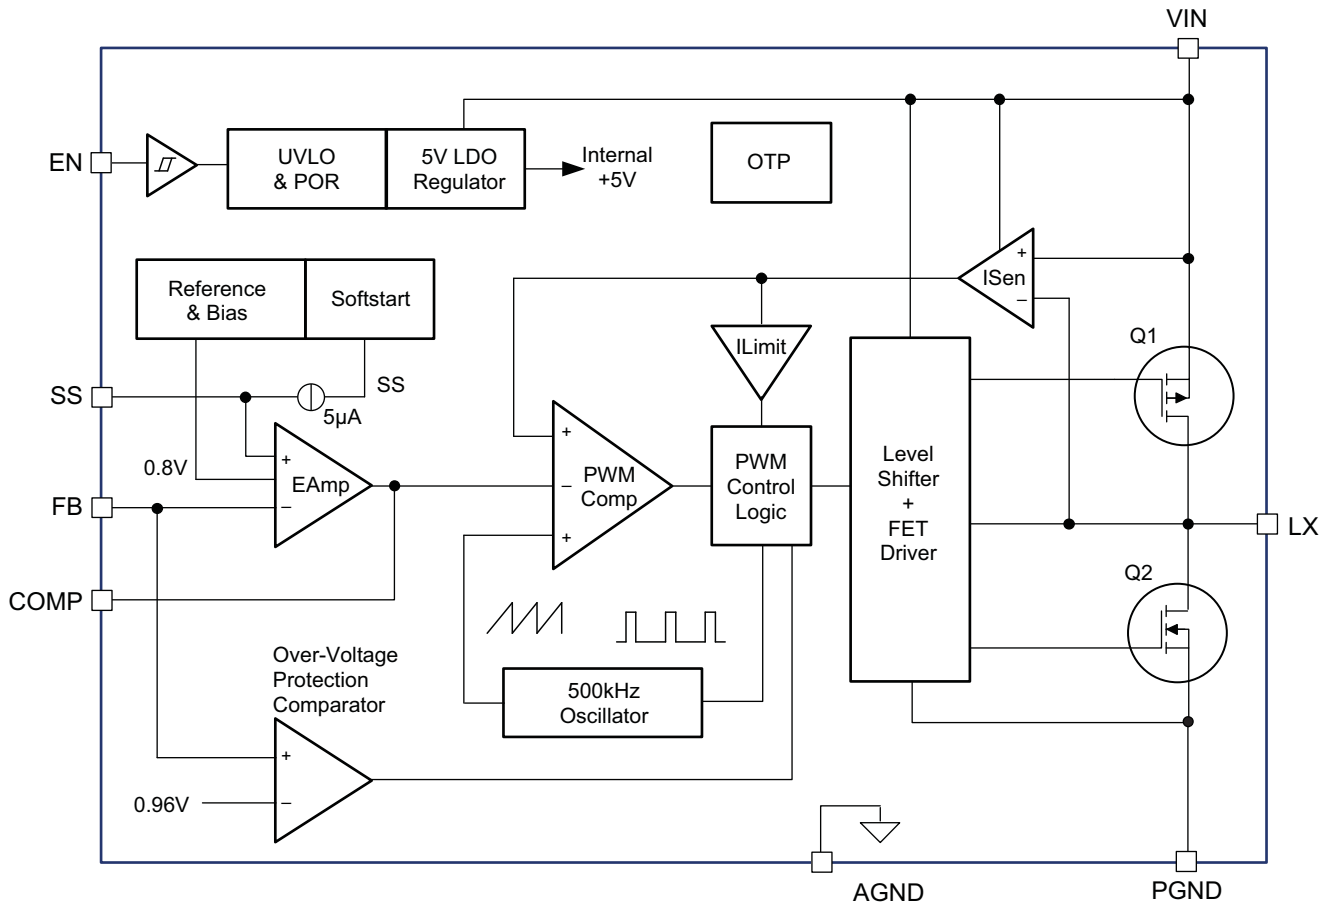 VIN
EN
UVLO
& POR
5V LDO
Regulator
Internal
+5V
OTP
Reference
& Bias
Softstart
+
ISen
–
ILimit
Q1
SS
SS
5µA
0.8V
+
EAmp
–
FB
+
PWM
Comp
–
+
PWM
Control
Logic
Level
Shifter
+
FET
Driver
LX
COMP
Q2
Over-Voltage
Protection
Comparator
500kHz
Oscillator
+
0.96V
–
AGND
PGND